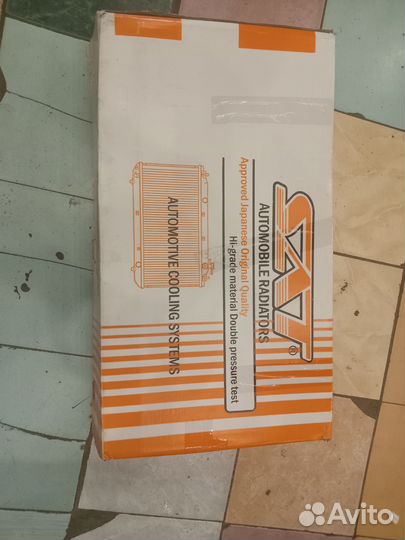 SAT®
AUTOMOBILE RADIATORS
Approved Japanese Original Quality
Hi-grade material Double pressure test
AUTOMOTIVE COOLING SYSTEMS
Avito